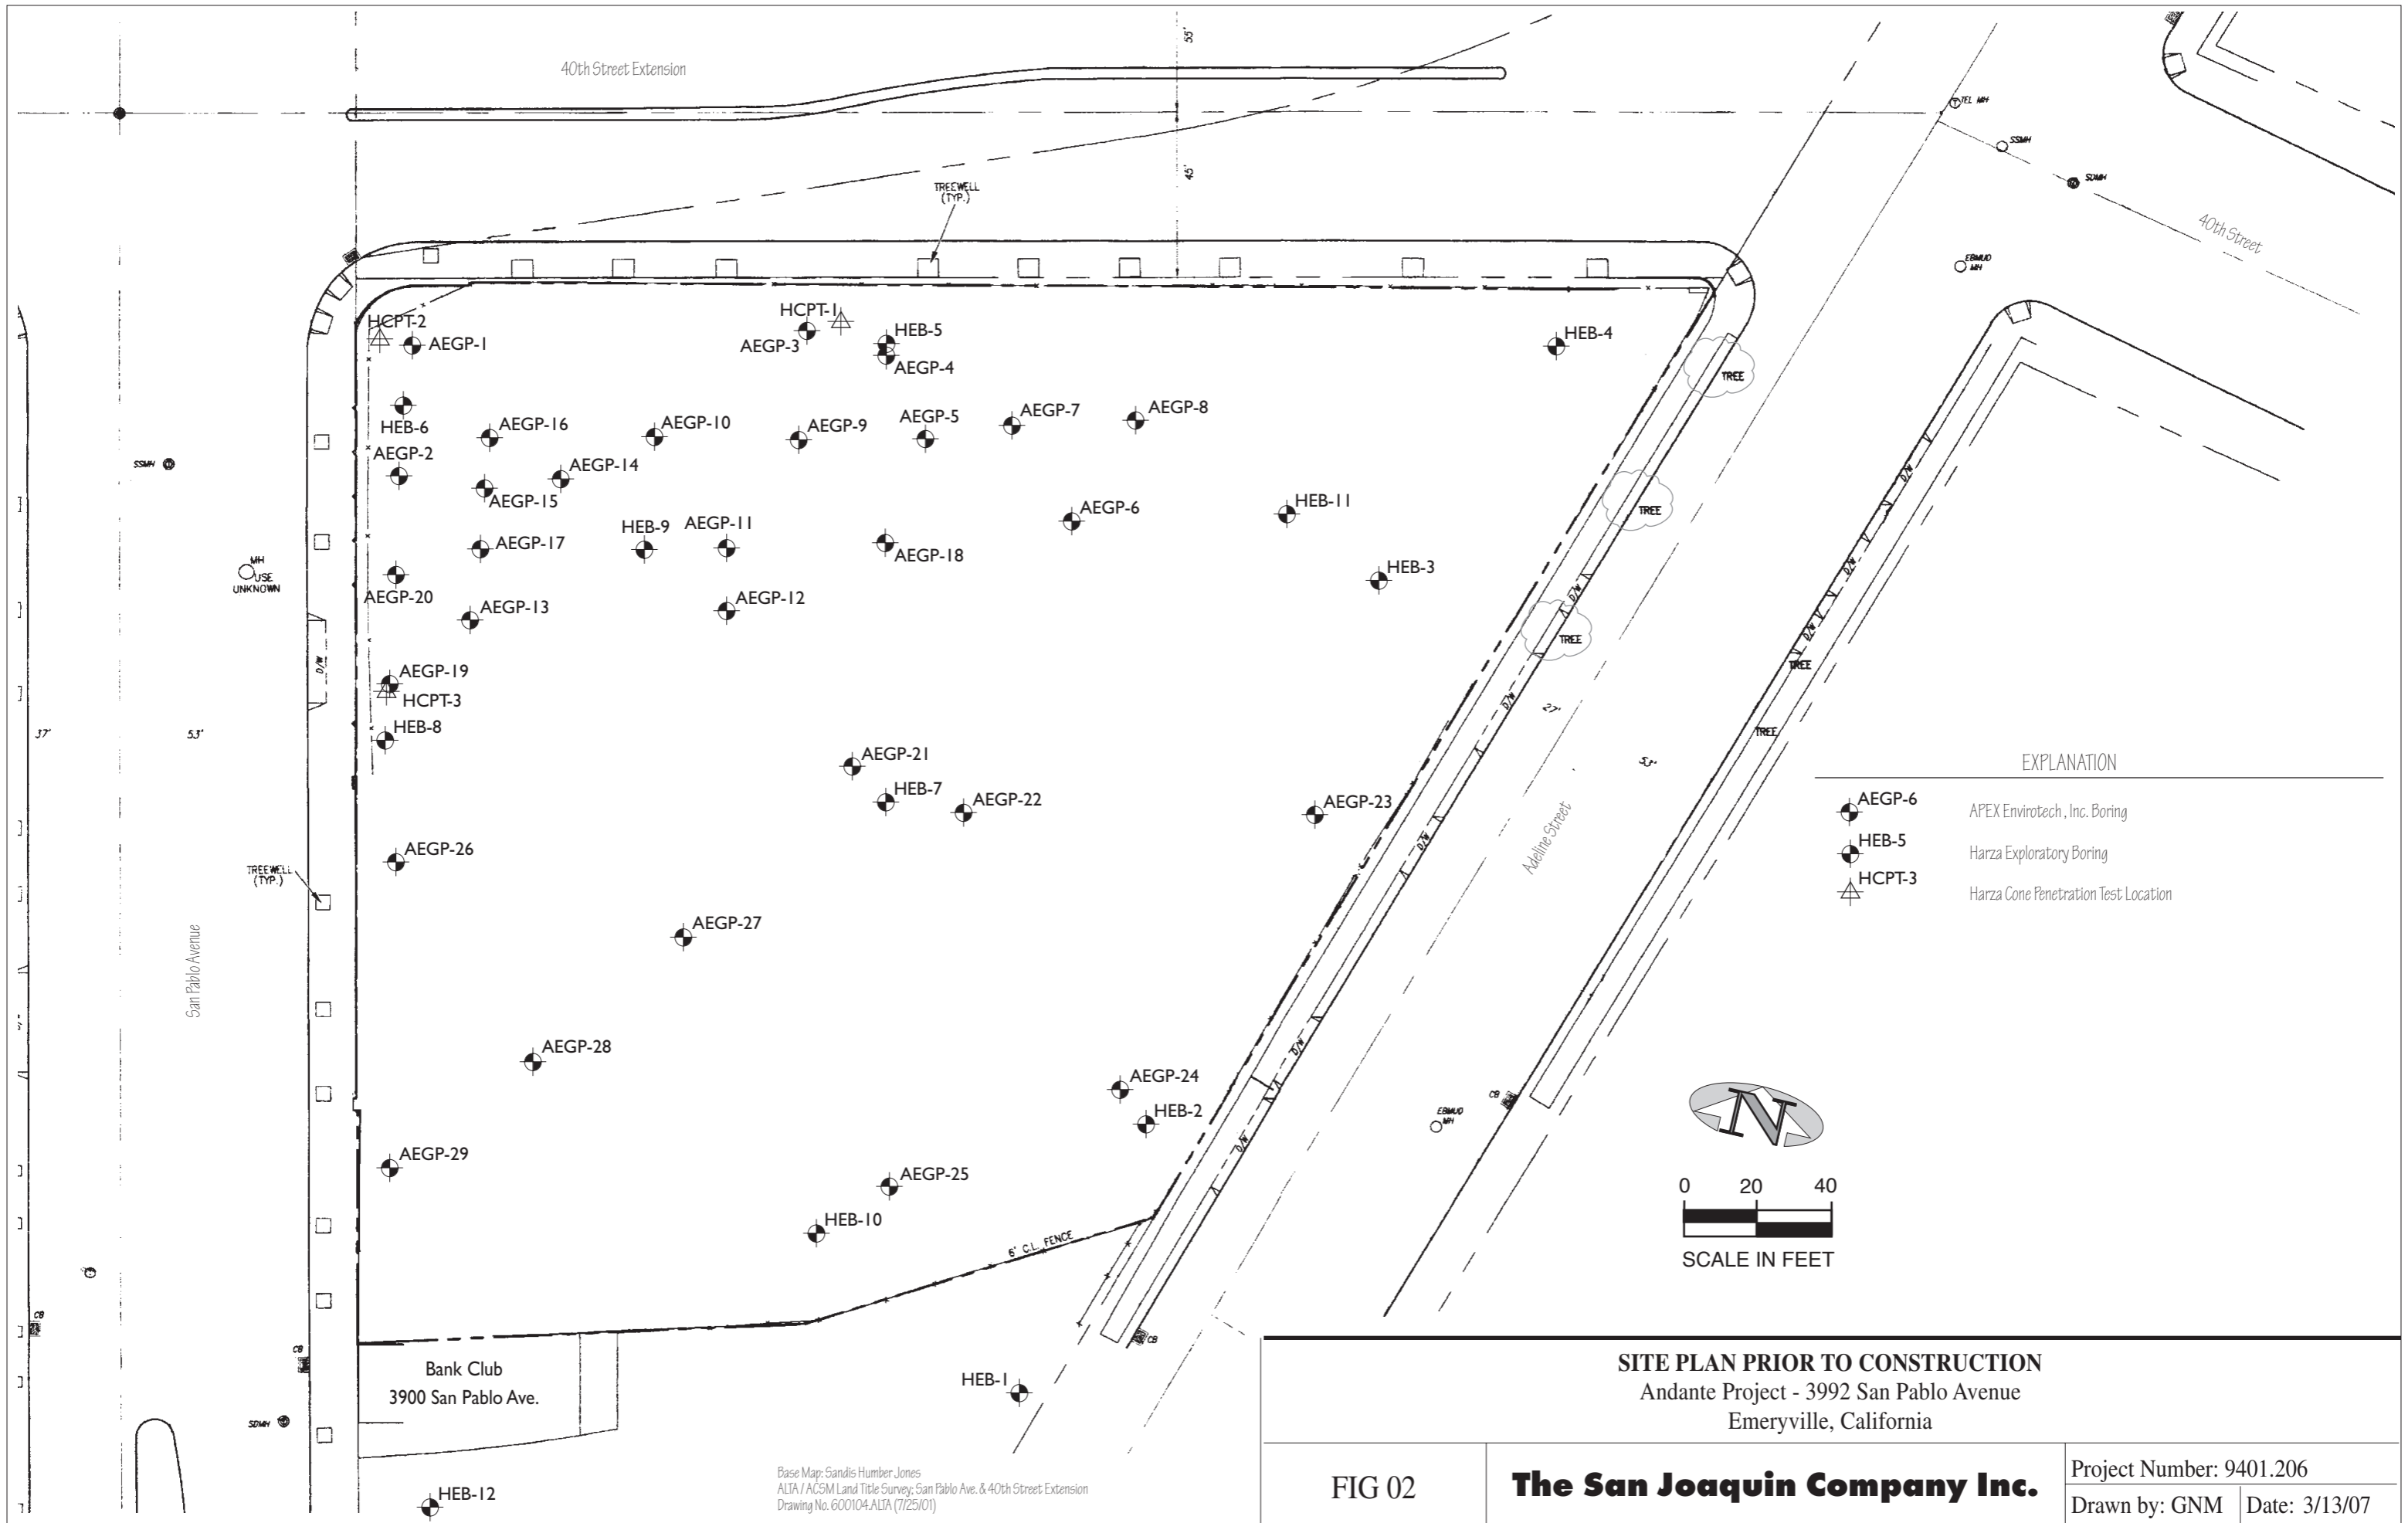 40th Street Extension
55'
45'
TREEWELL
(TYP.)
TEL MH
SSMH
SDMH
40th Street
EBMUD
MH
HCPT-2
AEGP-1
HCPT-1
AEGP-3
HEB-5
AEGP-4
HEB-4
TREE
HEB-6
AEGP-2
AEGP-16
AEGP-10
AEGP-9
AEGP-5
AEGP-7
AEGP-8
SSMH
AEGP-14
AEGP-15
AEGP-6
HEB-11
TREE
D/W
AEGP-17
HEB-9
AEGP-11
AEGP-18
HEB-3
MH
USE
UNKNOWN
AEGP-20
AEGP-13
AEGP-12
D/W
D/W
D/W
TREE
TREE
D/W
AEGP-19
HCPT-3
HEB-8
37'
53'
D/W
27'
TREE
53'
AEGP-21
HEB-7
AEGP-22
AEGP-23
Adeline Street
D/W
EXPLANATION
AEGP-6
APEX Envirotech, Inc. Boring
HEB-5
Harza Exploratory Boring
HCPT-3
Harza Cone Penetration Test Location
AEGP-26
TREEWELL
(TYP.)
AEGP-27
San Pablo Avenue
AEGP-28
D/W
AEGP-24
HEB-2
CB
EBMUD
MH
D/W
N
AEGP-29
AEGP-25
HEB-10
6' C.L. FENCE
0 20 40
SCALE IN FEET
CB
CB
CB
Bank Club
3900 San Pablo Ave.
HEB-1
SDMH
HEB-12
Base Map: Sandis Humber Jones
ALTA / ACSM Land Title Survey; San Pablo Ave. & 40th Street Extension
Drawing No. 600104.ALTA (7/25/01)
SITE PLAN PRIOR TO CONSTRUCTION
Andante Project - 3992 San Pablo Avenue
Emeryville, California
FIG 02
The San Joaquin Company Inc.
Project Number: 9401.206
Drawn by: GNM
Date: 3/13/07